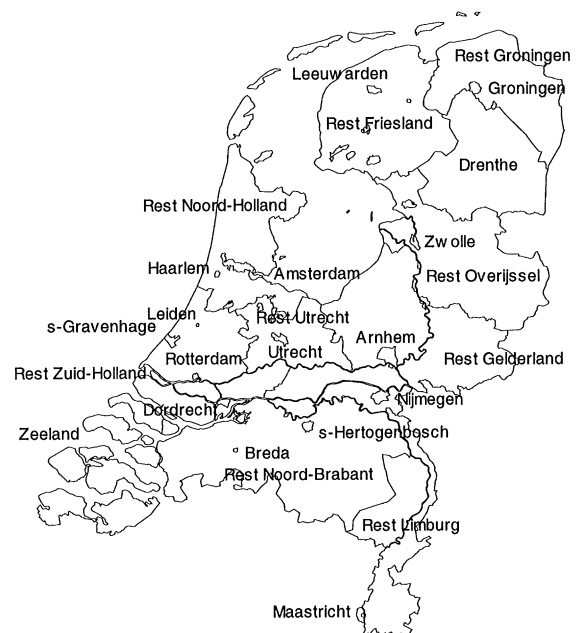 Rest Groningen
Leeuwarden
Groningen
Rest Friesland
Drenthe
Rest Noord-Holland
Zwolle
Haarlem
Amsterdam
Rest Overijssel
Leiden
Rest Utrecht
s-Gravenhage
Arnhem
Utrecht
Rotterdam
Rest Gelderland
Rest Zuid-Holland
Nijmegen
Dordrecht
Zeeland
s-Hertogenbosch
Breda
Rest Noord-Brabant
Rest Limburg
Maastricht